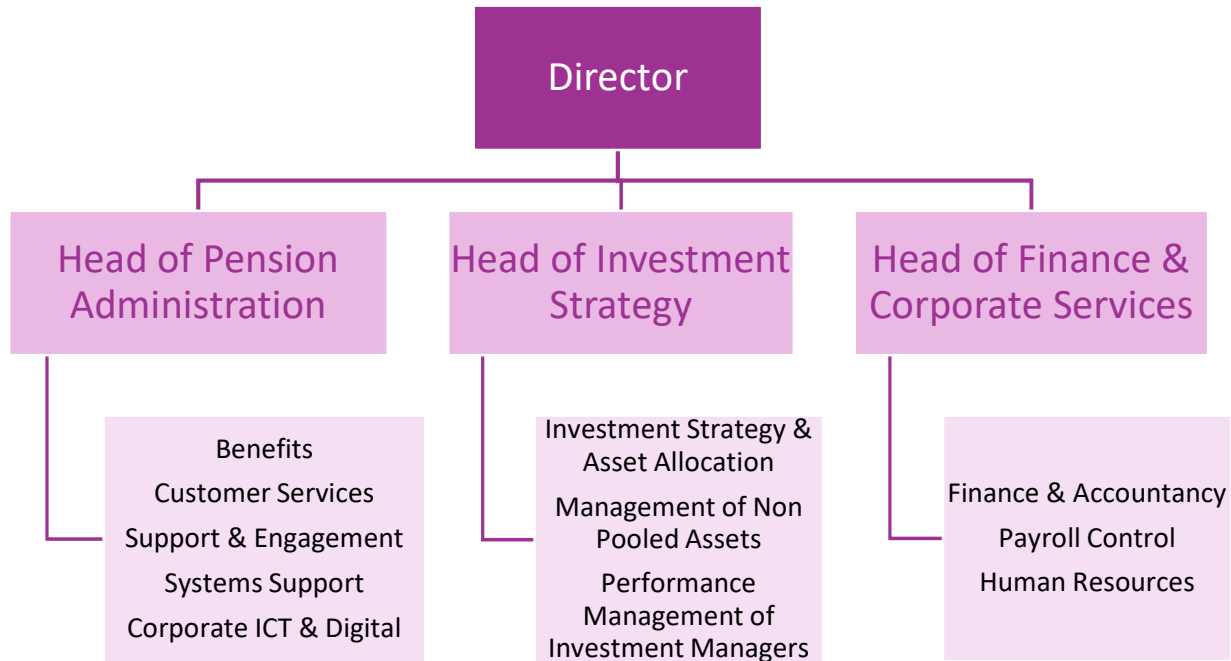 Director
Head of Pension
Administration
Head of Investment
Strategy
Head of Finance &
Corporate Services
Benefits
Customer Services
Support & Engagement
Systems Support
Corporate ICT & Digital
Investment Strategy &
Asset Allocation
Management of Non
Pooled Assets
Performance
Management of
Investment Managers
Finance & Accountancy
Payroll Control
Human Resources